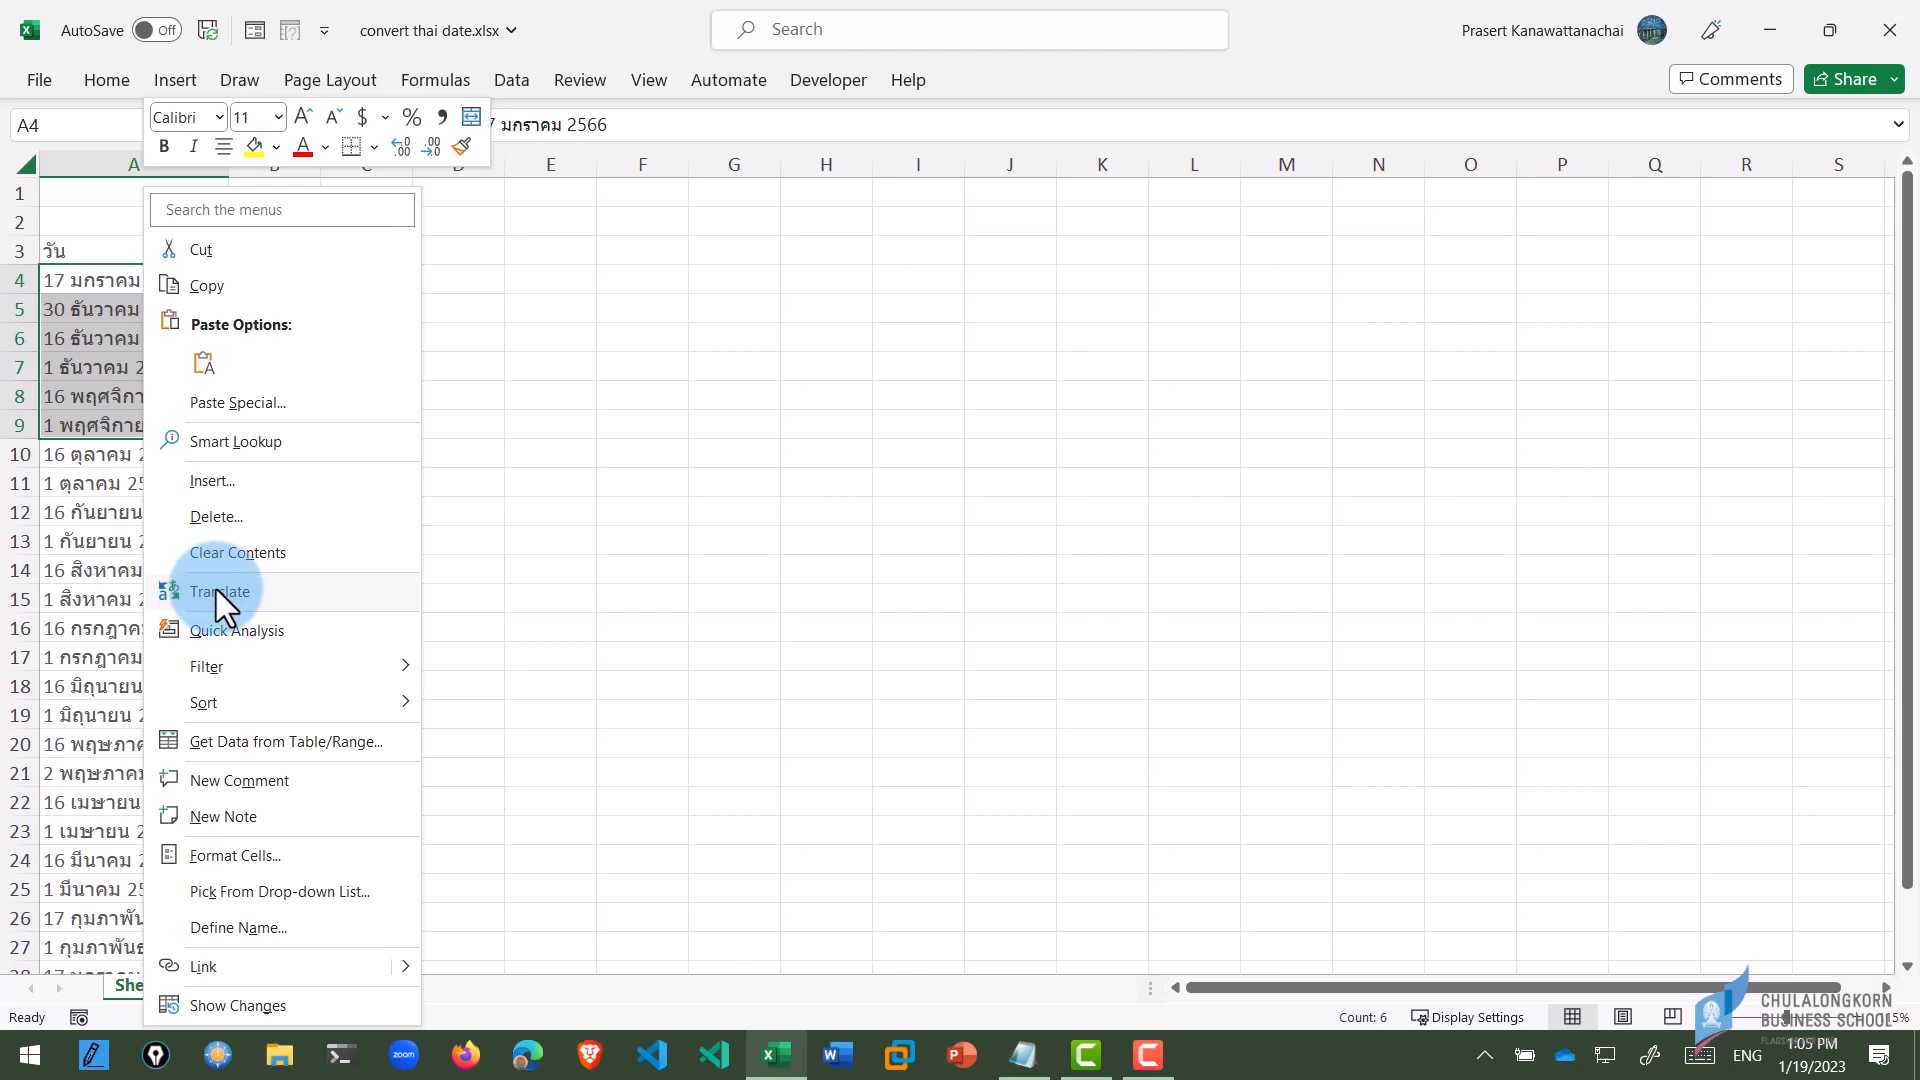 AutoSave Off convert thai date.xlsx Search Prasert Kanawattanachai
File Home Insert Draw Page Layout Formulas Data Review View Automate Developer Help Comments Share
Calibri 11 $ % ,
A4 7 มกราคม 2566
B I A
A E F G H I J K L M N O P Q R S
1
Search the menus
2
3 วัน
Cut
4 17 มกราคม
Copy
5 30 ธันวาคม
Paste Options:
6 16 ธันวาคม
7 1 ธันวาคม 2
Paste Special...
8 16 พฤศจิกา
9 1 พฤศจิกาย
Smart Lookup
10 16 ตุลาคม 2
Insert...
11 1 ตุลาคม 25
Delete...
12 16 กันยายน
13 1 กันยายน 2
Clear Contents
14 16 สิงหาคม
Translate
15 1 สิงหาคม 2
16 16 กรกฎาค
Quick Analysis
17 1 กรกฎาคม
Filter
18 16 มิถุนายน
Sort
19 1 มิถุนายน 2
Get Data from Table/Range...
20 16 พฤษภาค
21 2 พฤษภาคม
New Comment
22 16 เมษายน
New Note
23 1 เมษายน 2
24 16 มีนาคม 2
Format Cells...
25 1 มีนาคม 25
Pick From Drop-down List...
26 17 กุมภาพัน
Define Name...
27 1 กุมภาพันธ
Link
She
Show Changes
Ready Count: 6 Display Settings
CHULALONGKORN
BUSINESS SCHOOL
zoom ENG 1:05 PM
1/19/2023